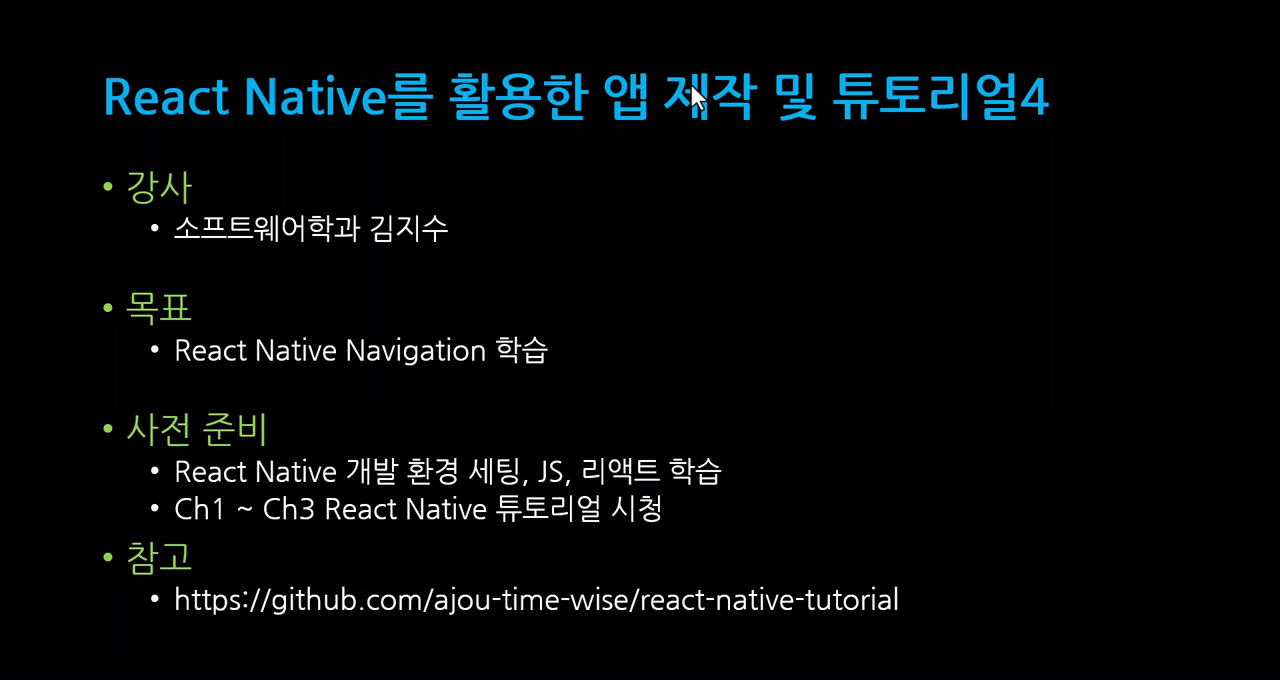 React Native를 활용한 앱 제작 및 튜토리얼4
• 강사
• 소프트웨어학과 김지수
• 목표
• React Native Navigation 학습
• 사전 준비
• React Native 개발 환경 세팅, JS, 리액트 학습
• Ch1 ~ Ch3 React Native 튜토리얼 시청
• 참고
• https://github.com/ajou-time-wise/react-native-tutorial